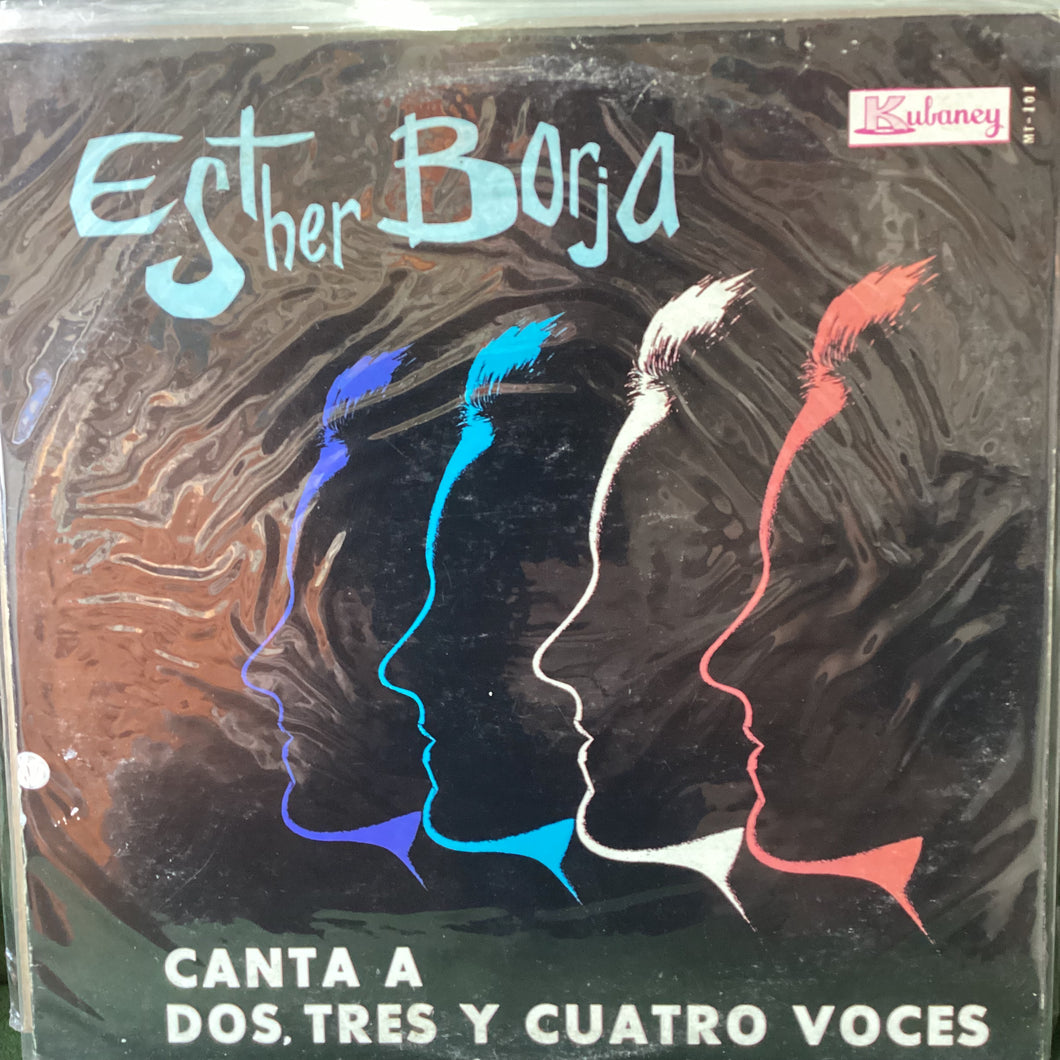 Esther Borja
Kubaney
MT-101
CANTA A
DOS, TRES Y CUATRO VOCES